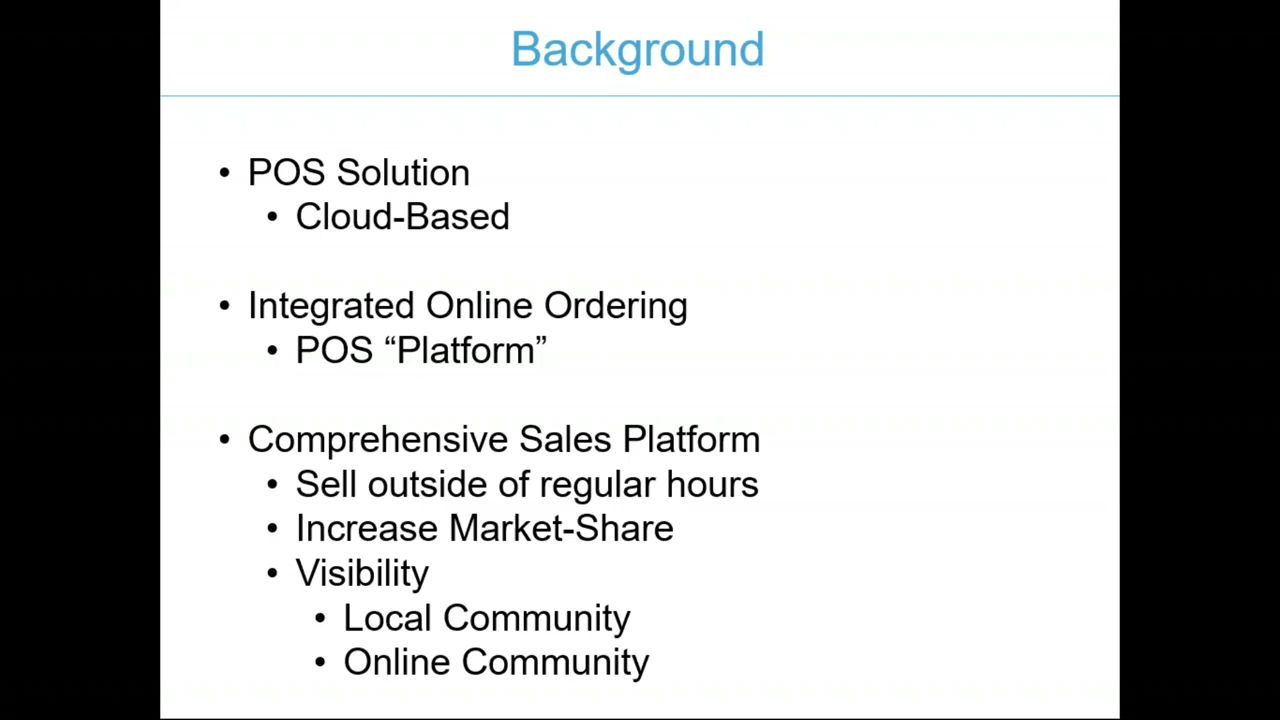 Background
• POS Solution
• Cloud-Based
• Integrated Online Ordering
• POS “Platform”
• Comprehensive Sales Platform
• Sell outside of regular hours
• Increase Market-Share
• Visibility
• Local Community
• Online Community